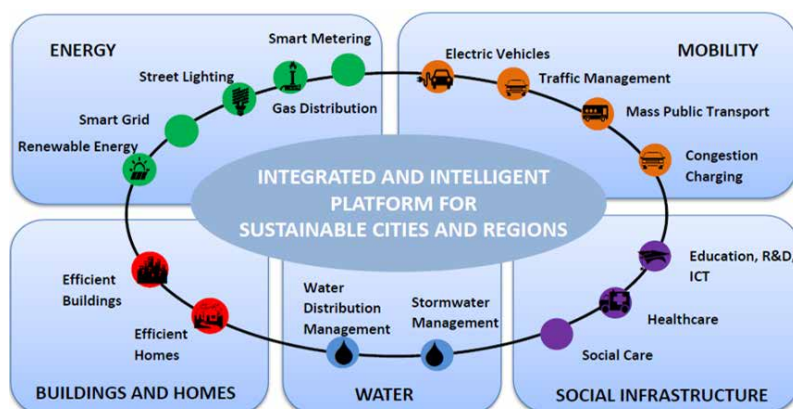 ENERGY
Smart Metering
Street Lighting
Gas Distribution
Smart Grid
Renewable Energy
MOBILITY
Electric Vehicles
Traffic Management
Mass Public Transport
Congestion
Charging
INTEGRATED AND INTELLIGENT
PLATFORM FOR
SUSTAINABLE CITIES AND REGIONS
Efficient
Buildings
Efficient
Homes
BUILDINGS AND HOMES
Water
Distribution
Management
Stormwater
Management
WATER
Education, R&D,
ICT
Healthcare
Social Care
SOCIAL INFRASTRUCTURE